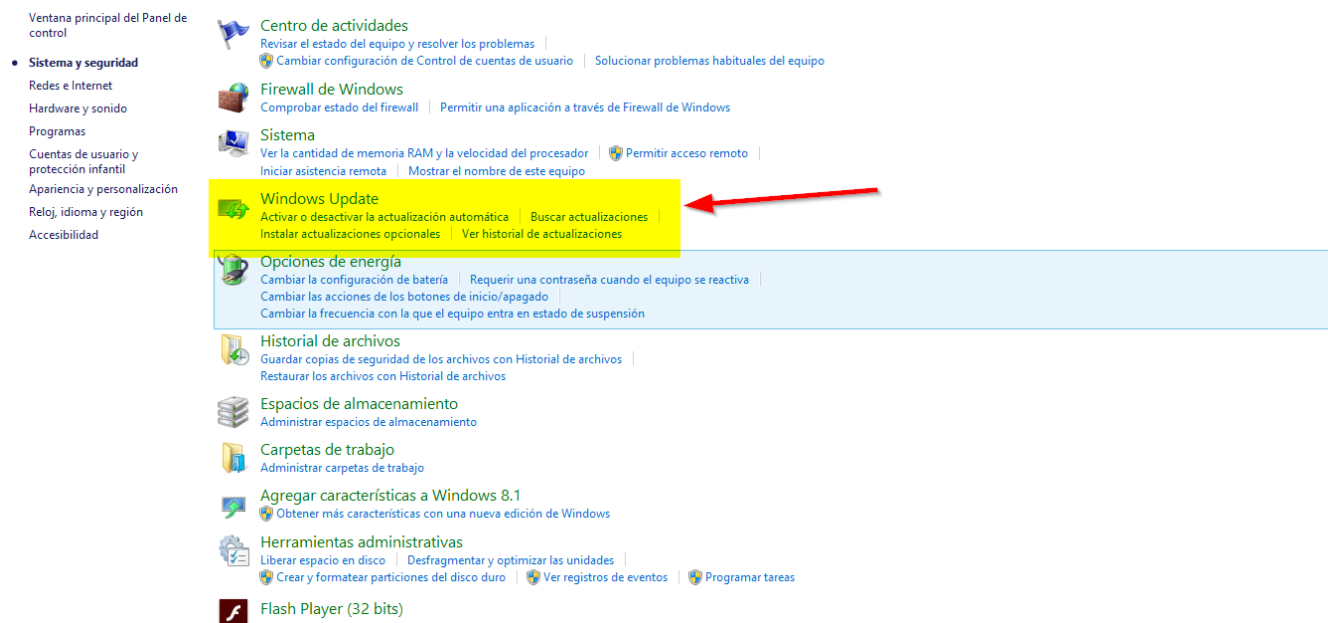 Ventana principal del Panel de
control
Sistema y seguridad
Redes e Internet
Hardware y sonido
Programas
Cuentas de usuario y
protección infantil
Apariencia y personalización
Reloj, idioma y región
Accesibilidad
Centro de actividades
Revisar el estado del equipo y resolver los problemas
Cambiar configuración de Control de cuentas de usuario Solucionar problemas habituales del equipo
Firewall de Windows
Comprobar estado del firewall Permitir una aplicación a través de Firewall de Windows
Sistema
Ver la cantidad de memoria RAM y la velocidad del procesador Permitir acceso remoto
Iniciar asistencia remota Mostrar el nombre de este equipo
Windows Update
Activar o desactivar la actualización automática Buscar actualizaciones
Instalar actualizaciones opcionales Ver historial de actualizaciones
Opciones de energía
Cambiar la configuración de batería Requerir una contraseña cuando el equipo se reactiva
Cambiar las acciones de los botones de inicio/apagado
Cambiar la frecuencia con la que el equipo entra en estado de suspensión
Historial de archivos
Guardar copias de seguridad de los archivos con Historial de archivos
Restaurar los archivos con Historial de archivos
Espacios de almacenamiento
Administrar espacios de almacenamiento
Carpetas de trabajo
Administrar carpetas de trabajo
Agregar características a Windows 8.1
Obtener más características con una nueva edición de Windows
Herramientas administrativas
Liberar espacio en disco Desfragmentar y optimizar las unidades
Crear y formatear particiones del disco duro Ver registros de eventos Programar tareas
Flash Player (32 bits)